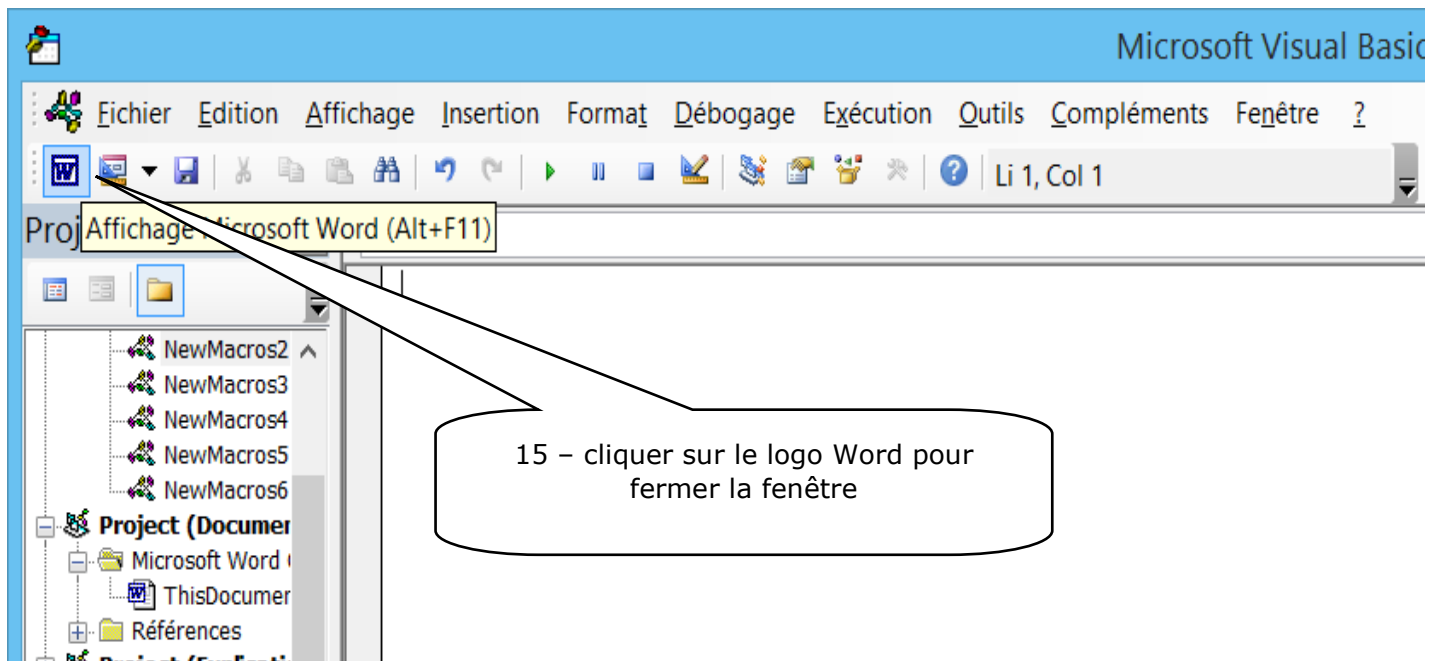 Microsoft Visual Basic
Fichier Edition Affichage Insertion Format Débogage Exécution Outils Compléments Fenêtre ?
Li 1, Col 1
Proj
Affichage Microsoft Word (Alt+F11)
NewMacros2
NewMacros3
NewMacros4
NewMacros5
NewMacros6
15 – cliquer sur le logo Word pour
fermer la fenêtre
Project (Documen
Microsoft Word
ThisDocumen
Références